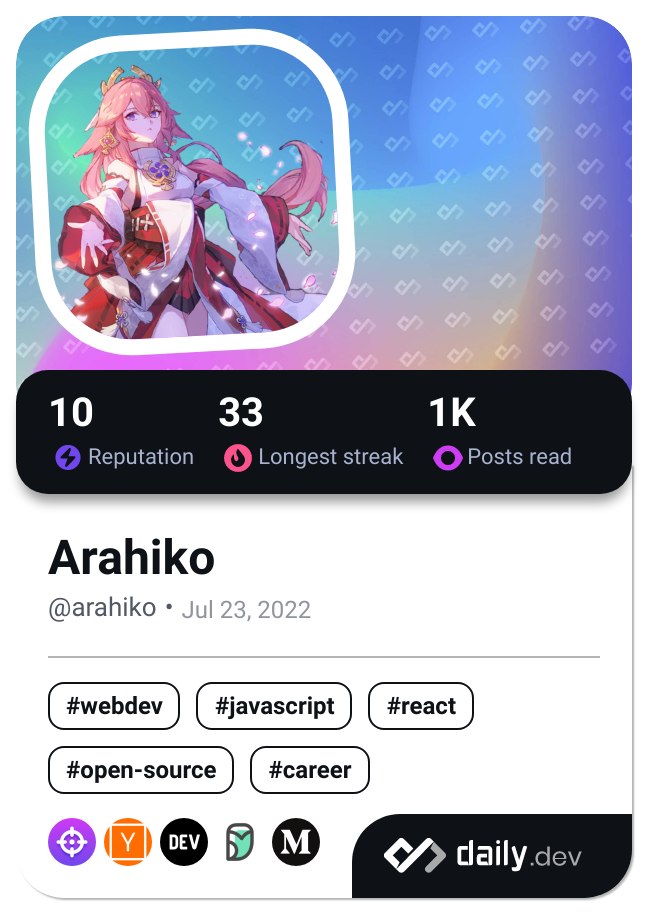 10 33 1K
Reputation Longest streak Posts read
Arahiko
@arahiko • Jul 23, 2022
#webdev #javascript #react
#open-source #career
Y DEV M daily.dev